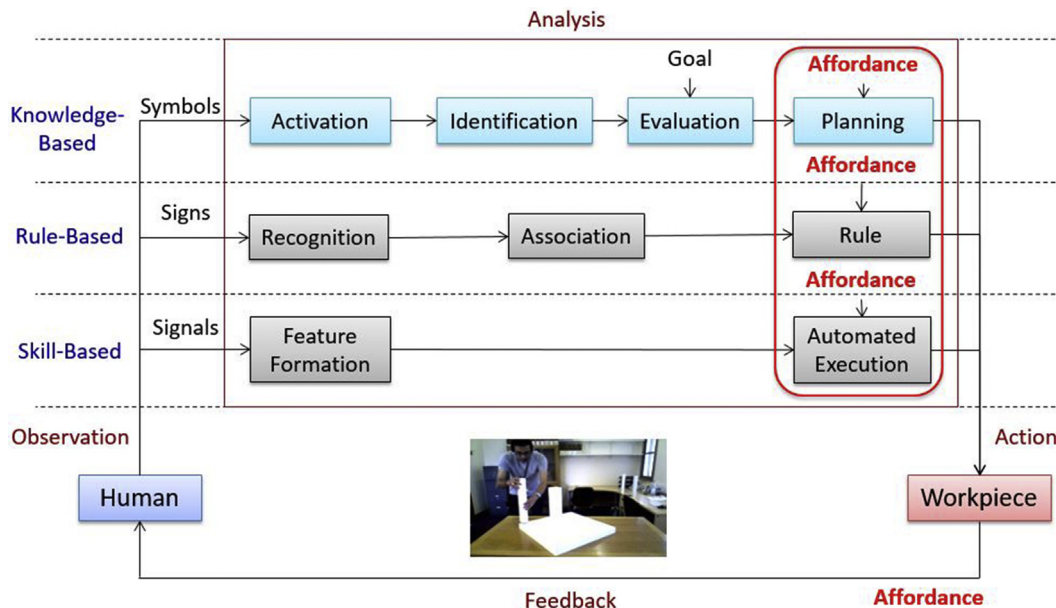 Analysis
Goal
Affordance
Knowledge-
Based
Symbols
Activation
Identification
Evaluation
Planning
Affordance
Rule-Based
Signs
Recognition
Association
Rule
Affordance
Skill-Based
Signals
Feature
Formation
Automated
Execution
Observation
Action
Human
Workpiece
Feedback
Affordance